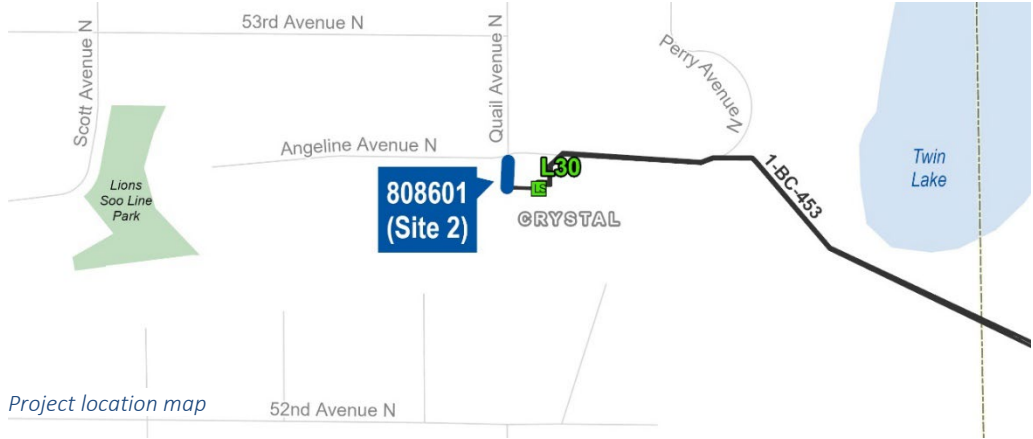 53rd Avenue N
Scott Avenue N
Quail Avenue N
Perry Avenue N
Angeline Avenue N
L30
LS
808601
(Site 2)
CRYSTAL
1-BC-453
Twin
Lake
Lions
Soo Line
Park
Project location map
52nd Avenue N